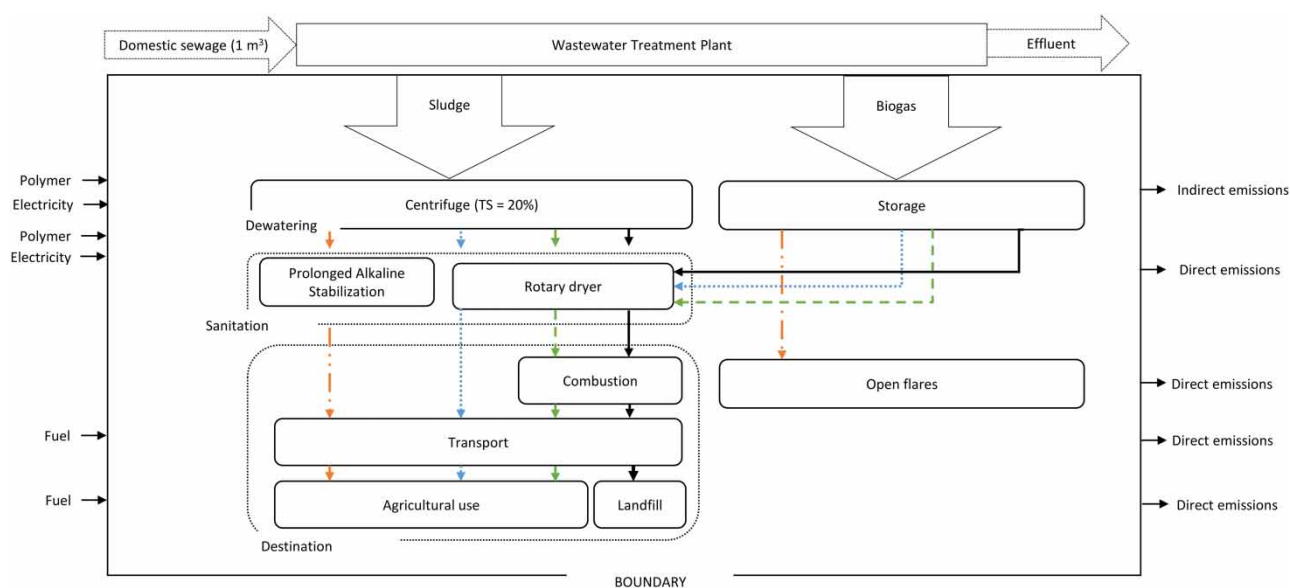 Domestic sewage (1 m³)
Wastewater Treatment Plant
Effluent
Sludge
Biogas
Polymer
Electricity
Polymer
Electricity
Centrifuge (TS = 20%)
Dewatering
Storage
Indirect emissions
Prolonged Alkaline
Stabilization
Rotary dryer
Sanitation
Direct emissions
Combustion
Open flares
Direct emissions
Fuel
Transport
Direct emissions
Fuel
Agricultural use
Landfill
Direct emissions
Destination
BOUNDARY